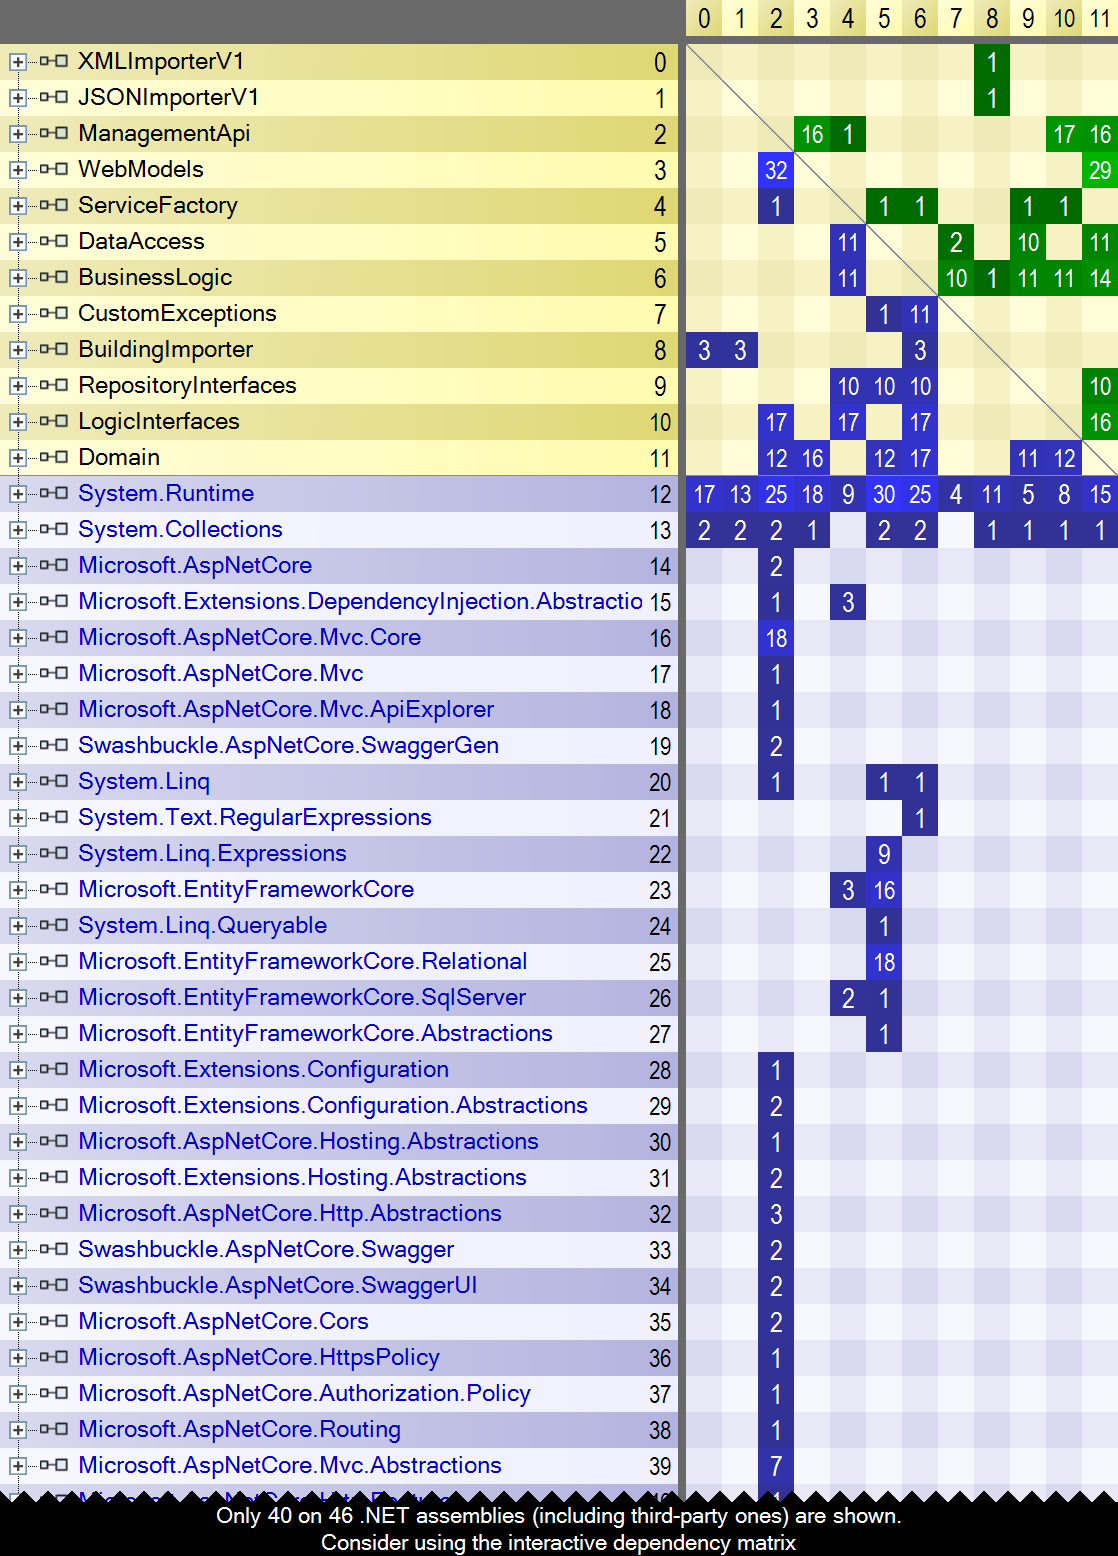 0 1 2 3 4 5 6 7 8 9 10 11
XMLImporterV1 0 1
JSONImporterV1 1 1
ManagementApi 2 16 1 17 16
WebModels 3 32 29
ServiceFactory 4 1 1 1 1 1
DataAccess 5 11 2 10 11
BusinessLogic 6 11 10 1 11 11 14
CustomExceptions 7 1 11
BuildingImporter 8 3 3 3
RepositoryInterfaces 9 10 10 10 10
LogicInterfaces 10 17 17 17 16
Domain 11 12 16 12 17 11 12
System.Runtime 12 17 13 25 18 9 30 25 4 11 5 8 15
System.Collections 13 2 2 2 1 2 2 1 1 1 1
Microsoft.AspNetCore 14 2
Microsoft.Extensions.DependencyInjection.Abstractio 15 1 3
Microsoft.AspNetCore.Mvc.Core 16 18
Microsoft.AspNetCore.Mvc 17 1
Microsoft.AspNetCore.Mvc.ApiExplorer 18 1
Swashbuckle.AspNetCore.SwaggerGen 19 2
System.Linq 20 1 1 1
System.Text.RegularExpressions 21 1
System.Linq.Expressions 22 9
Microsoft.EntityFrameworkCore 23 3 16
System.Linq.Queryable 24 1
Microsoft.EntityFrameworkCore.Relational 25 18
Microsoft.EntityFrameworkCore.SqlServer 26 2 1
Microsoft.EntityFrameworkCore.Abstractions 27 1
Microsoft.Extensions.Configuration 28 1
Microsoft.Extensions.Configuration.Abstractions 29 2
Microsoft.AspNetCore.Hosting.Abstractions 30 1
Microsoft.Extensions.Hosting.Abstractions 31 2
Microsoft.AspNetCore.Http.Abstractions 32 3
Swashbuckle.AspNetCore.Swagger 33 2
Swashbuckle.AspNetCore.SwaggerUI 34 2
Microsoft.AspNetCore.Cors 35 2
Microsoft.AspNetCore.HttpsPolicy 36 1
Microsoft.AspNetCore.Authorization.Policy 37 1
Microsoft.AspNetCore.Routing 38 1
Microsoft.AspNetCore.Mvc.Abstractions 39 7
Only 40 on 46 .NET assemblies (including third-party ones) are shown.
Consider using the interactive dependency matrix